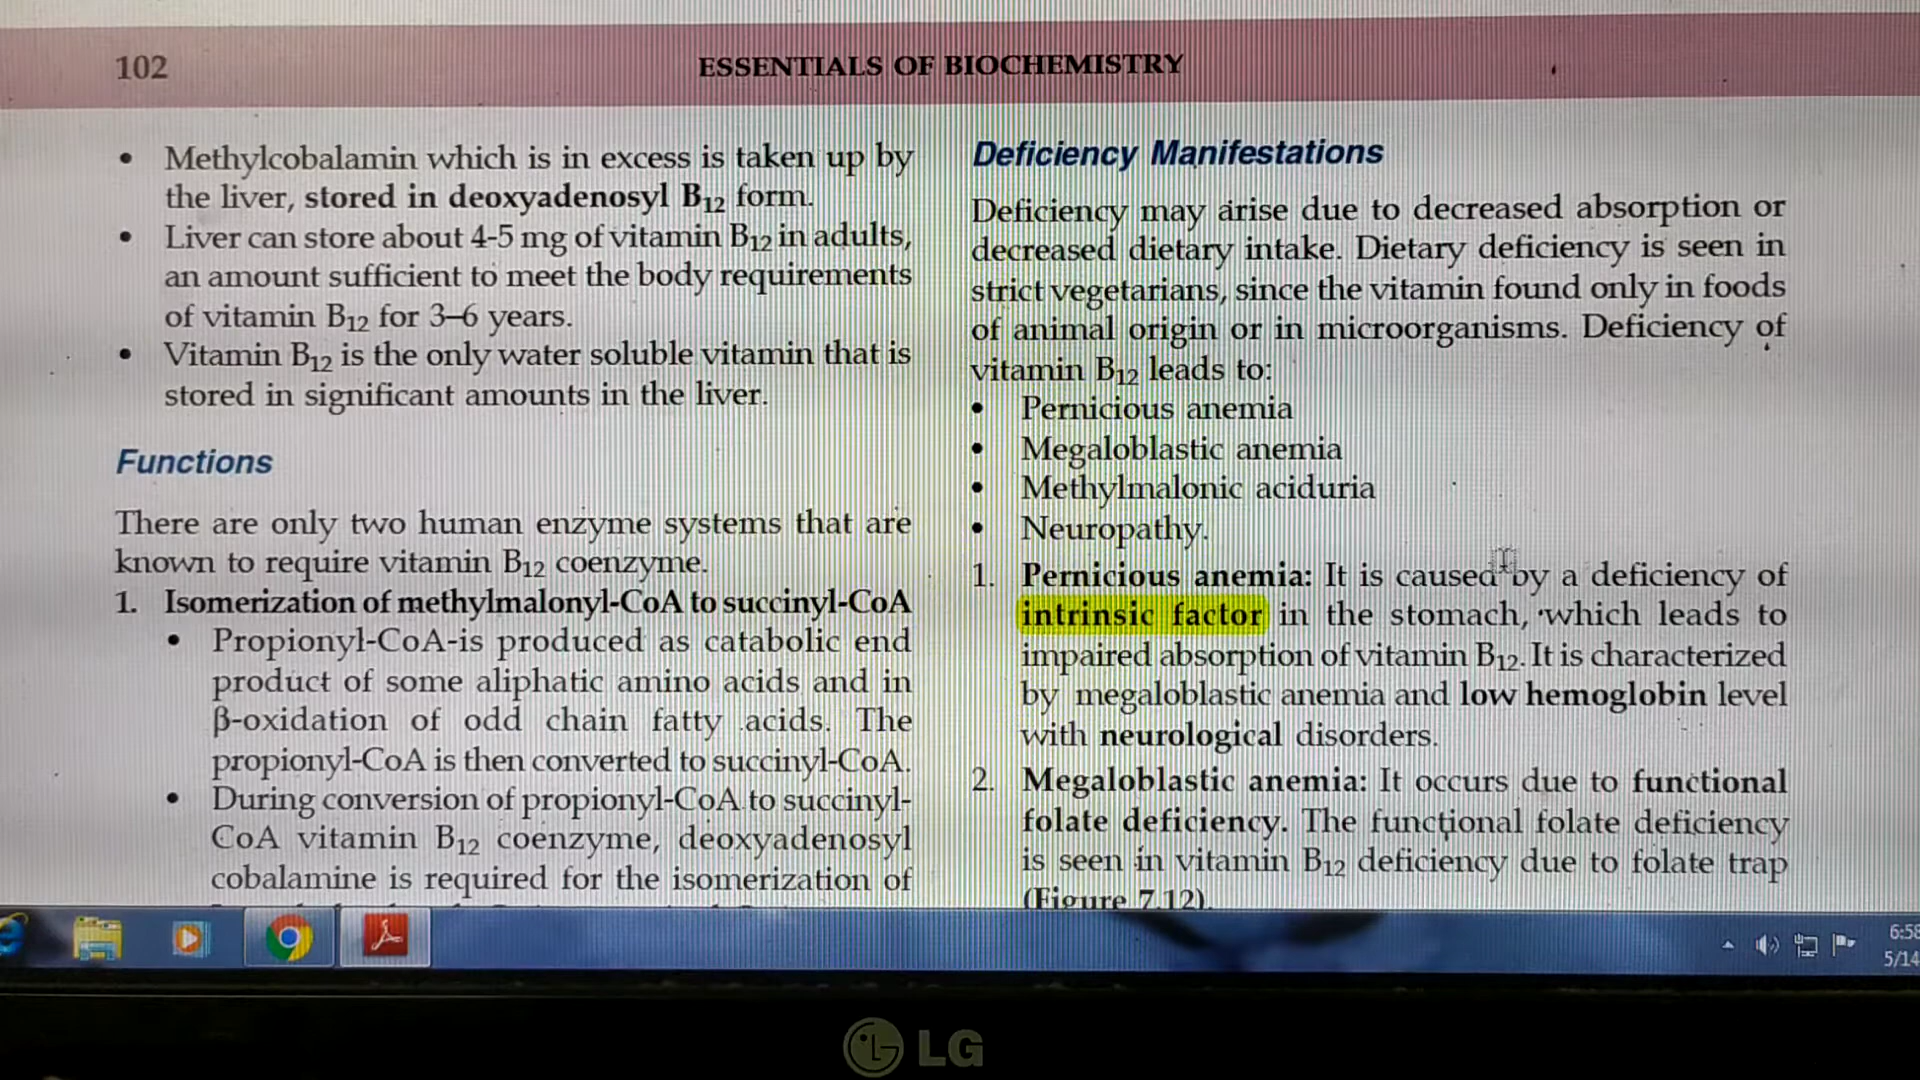 102
ESSENTIALS OF BIOCHEMISTRY
• Methylcobalamin which is in excess is taken up by
the liver, stored in deoxyadenosyl B12 form.
• Liver can store about 4-5 mg of vitamin B12 in adults,
an amount sufficient to meet the body requirements
of vitamin B12 for 3–6 years.
• Vitamin B12 is the only water soluble vitamin that is
stored in significant amounts in the liver.
Functions
There are only two human enzyme systems that are
known to require vitamin B12 coenzyme.
1. Isomerization of methylmalonyl-CoA to succinyl-CoA
• Propionyl-CoA-is produced as catabolic end
product of some aliphatic amino acids and in
β-oxidation of odd chain fatty acids. The
propionyl-CoA is then converted to succinyl-CoA.
• During conversion of propionyl-CoA to succinyl-
CoA vitamin B12 coenzyme, deoxyadenosyl
cobalamine is required for the isomerization of
Deficiency Manifestations
Deficiency may arise due to decreased absorption or
decreased dietary intake. Dietary deficiency is seen in
strict vegetarians, since the vitamin found only in foods
of animal origin or in microorganisms. Deficiency of
vitamin B12 leads to:
• Pernicious anemia
• Megaloblastic anemia
• Methylmalonic aciduria
• Neuropathy.
1. Pernicious anemia: It is caused by a deficiency of
intrinsic factor in the stomach, which leads to
impaired absorption of vitamin B12. It is characterized
by megaloblastic anemia and low hemoglobin level
with neurological disorders.
2. Megaloblastic anemia: It occurs due to functional
folate deficiency. The functional folate deficiency
is seen in vitamin B12 deficiency due to folate trap
(Figure 7.12).
6:58
5/14
LG